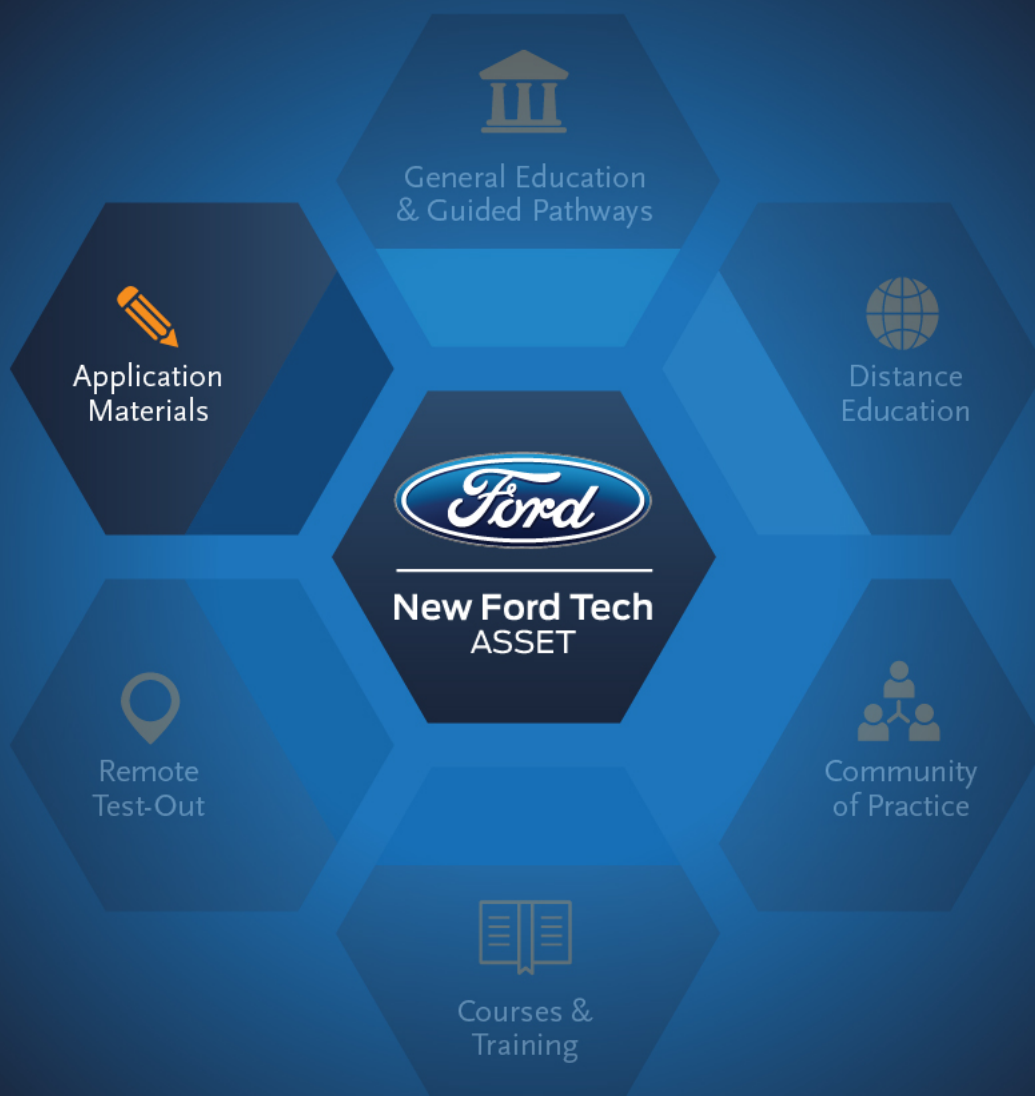 General Education
& Guided Pathways
Application
Materials
Distance
Education
Ford
New Ford Tech
ASSET
Remote
Test-Out
Community
of Practice
Courses &
Training